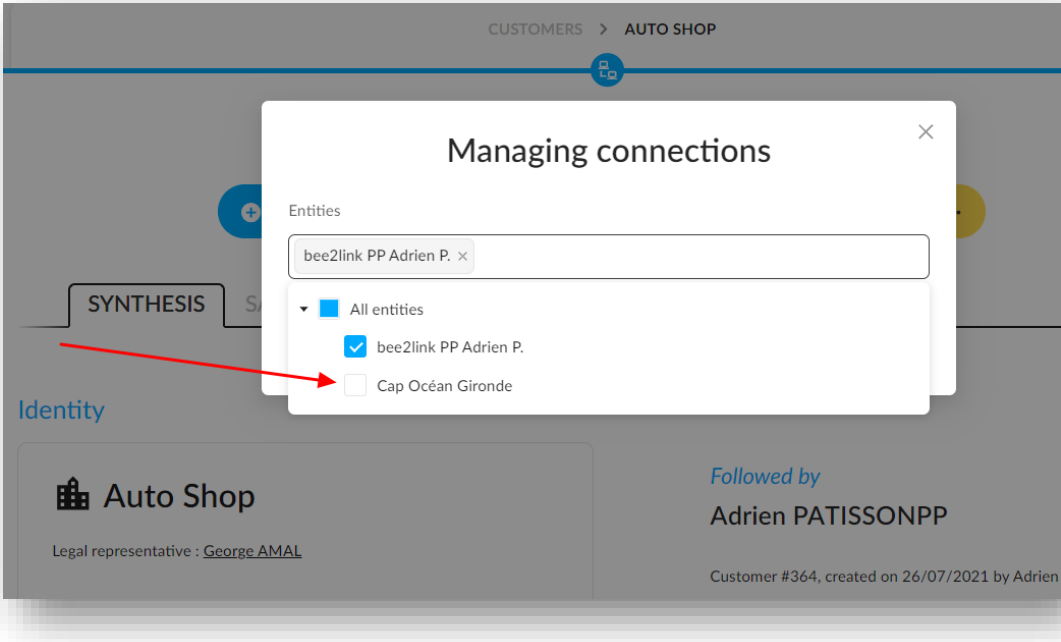 CUSTOMERS > AUTO SHOP
Managing connections
Entities
bee2link PP Adrien P. ×
SYNTHESIS
All entities
bee2link PP Adrien P.
Cap Océan Gironde
Identity
Auto Shop
Legal representative : George AMAL
Followed by
Adrien PATISSONPP
Customer #364, created on 26/07/2021 by Adrien